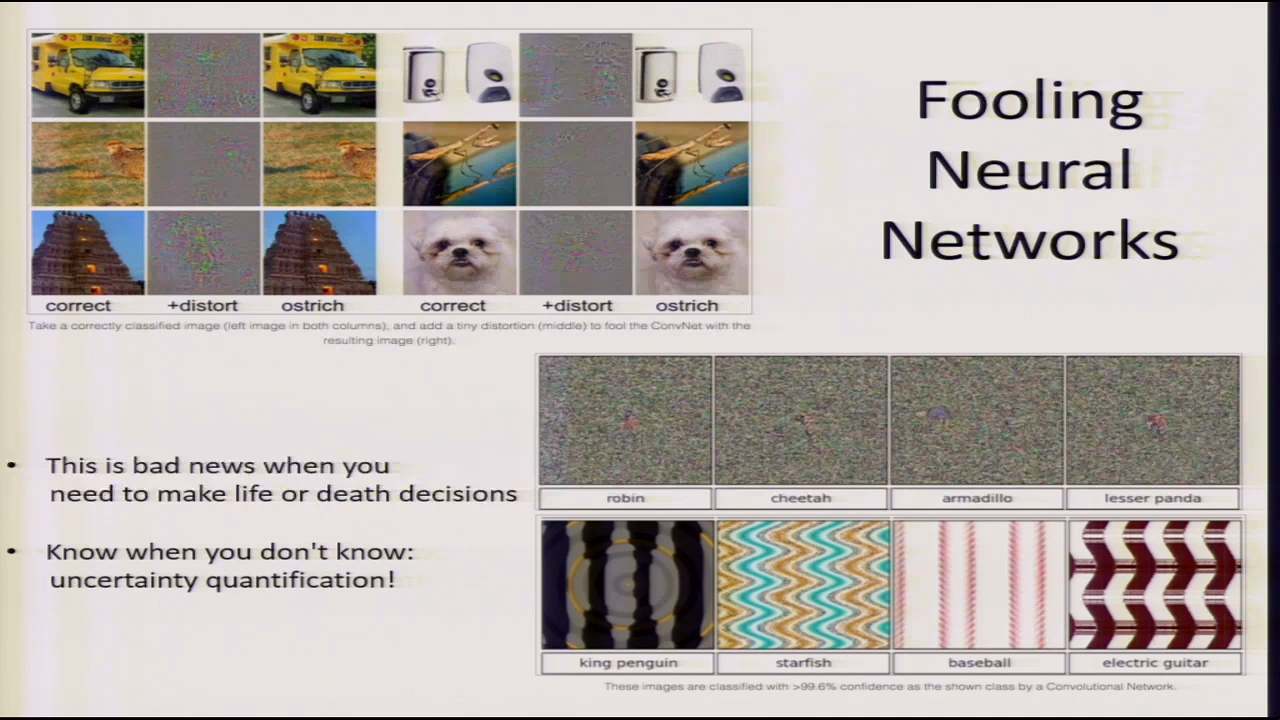 Fooling
Neural
Networks
correct +distort ostrich correct +distort ostrich
Take a correctly classified image (left image in both columns), and add a tiny distortion (middle) to fool the ConvNet with the
resulting image (right).
• This is bad news when you
need to make life or death decisions
• Know when you don't know:
uncertainty quantification!
robin cheetah armadillo lesser panda
king penguin starfish baseball electric guitar
These images are classified with >99.6% confidence as the shown class by a Convolutional Network.